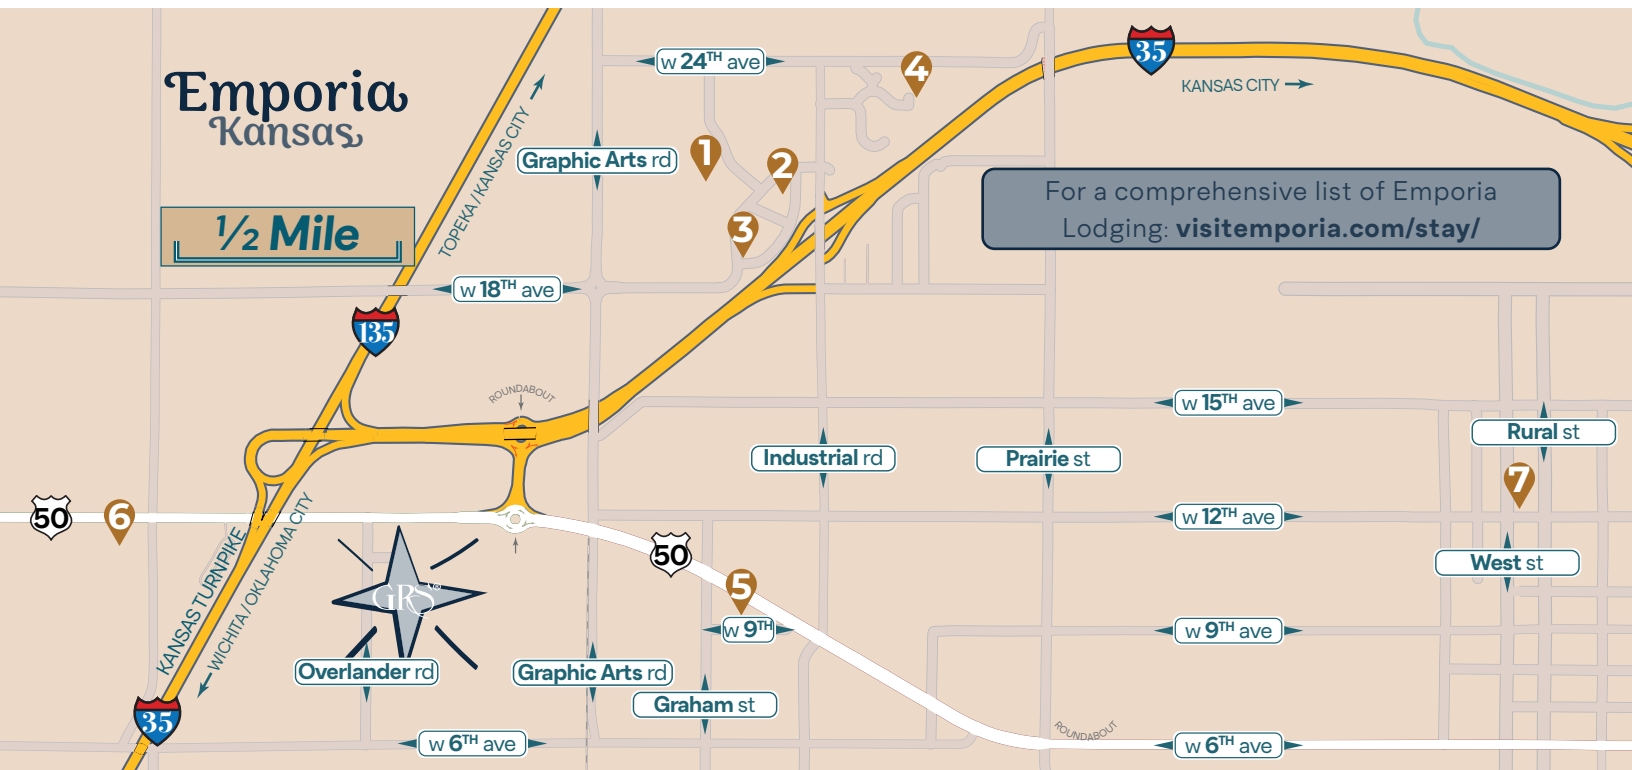 Emporia
Kansas
½ Mile
TOPEKA / KANSAS CITY
w 24TH ave
4
35
KANSAS CITY
Graphic Arts rd
1
2
3
For a comprehensive list of Emporia
Lodging: visitemporia.com/stay/
w 18TH ave
135
ROUNDABOUT
w 15TH ave
Rural st
Industrial rd
Prairie st
7
50
6
w 12TH ave
KANSAS TURNPIKE
WICHITA / OKLAHOMA CITY
50
West st
5
GRS
w 9TH
w 9TH ave
Overlander rd
Graphic Arts rd
Graham st
35
w 6TH ave
ROUNDABOUT
w 6TH ave